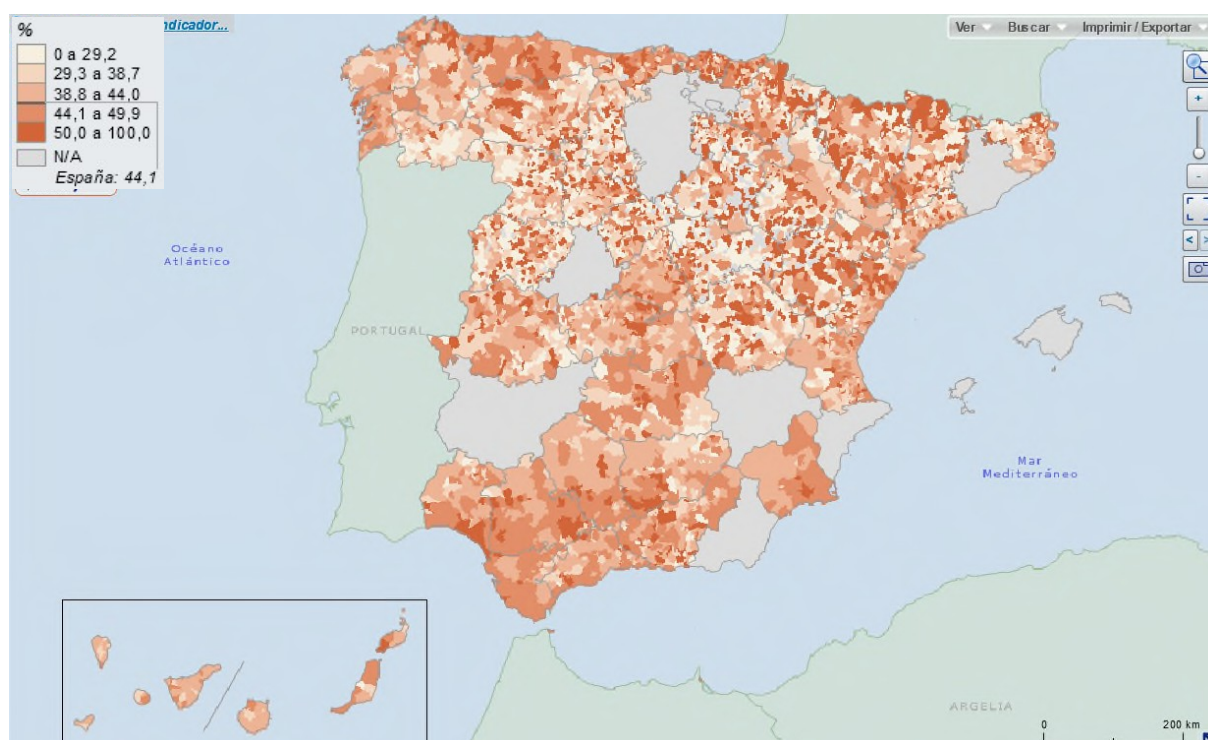 indicador...
%
0 a 29,2
29,3 a 38,7
38,8 a 44,0
44,1 a 49,9
50,0 a 100,0
N/A
España: 44,1
Ver
Buscar
Imprimir / Exportar
+
-
< >
Océano
Atlántico
PORTUGAL
Mar
Mediterráneo
ARGELIA
0
200 km